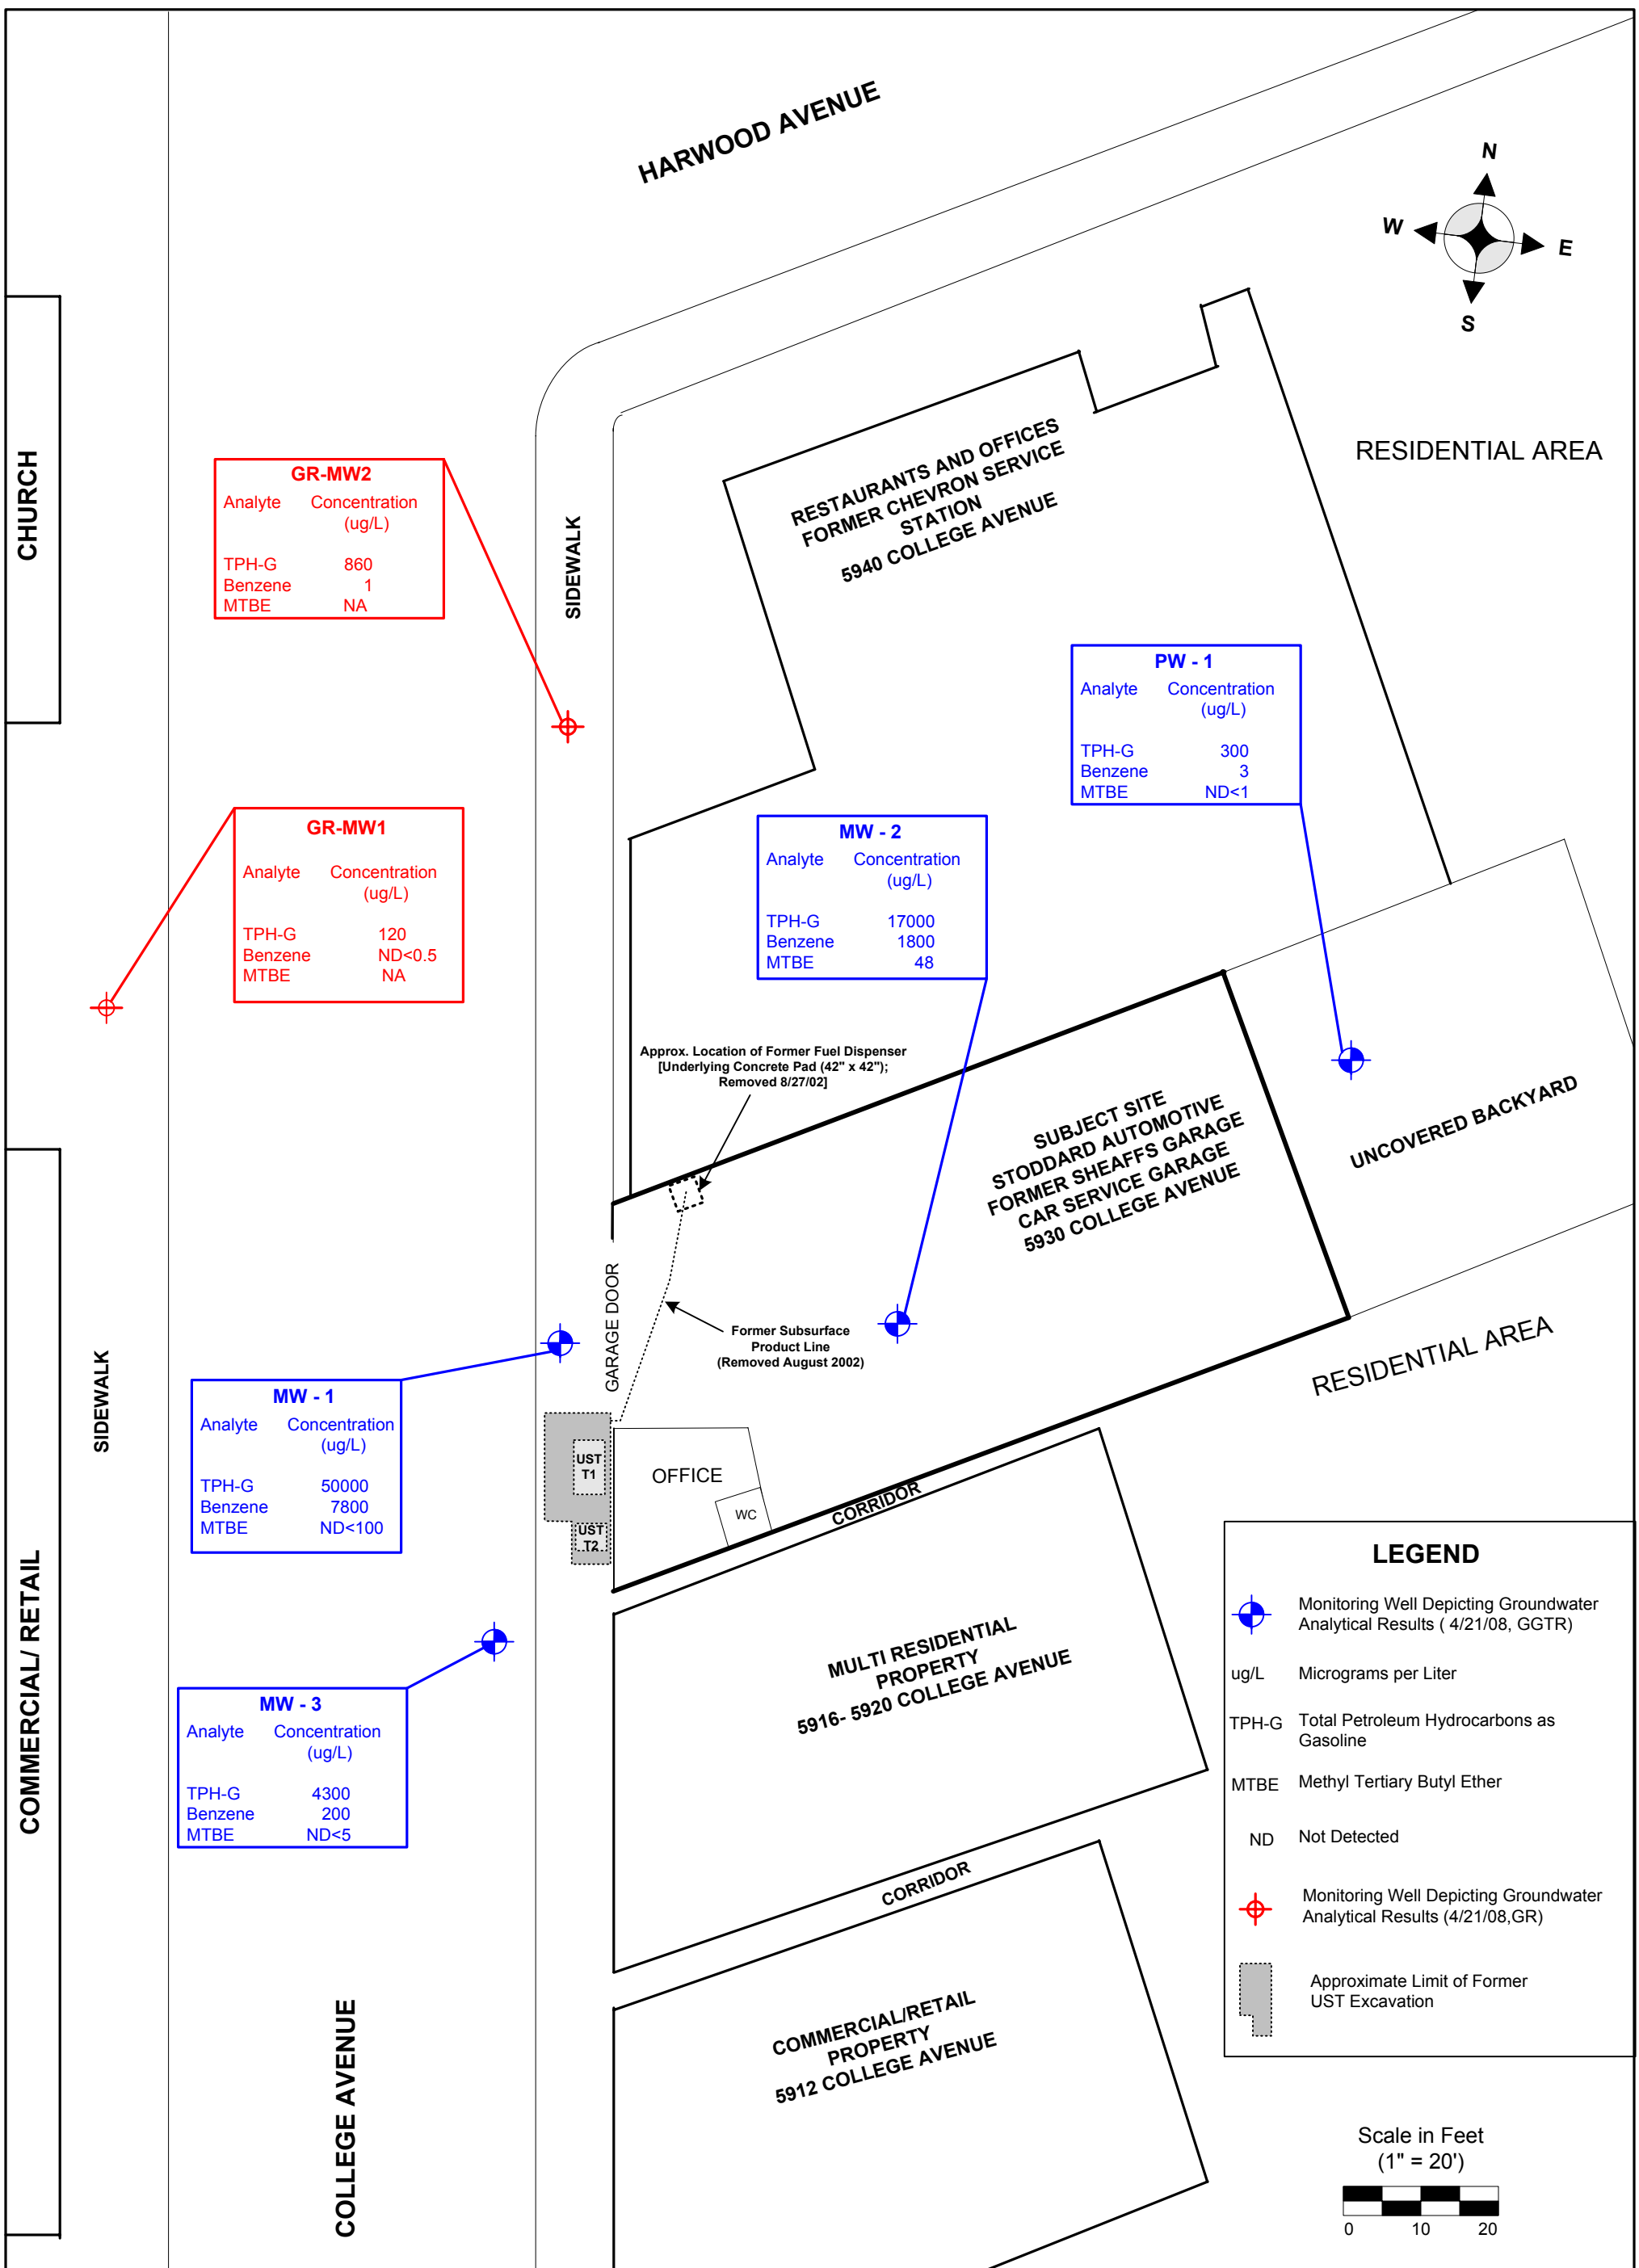 HARWOOD AVENUE
N
W
E
S
CHURCH
RESIDENTIAL AREA
RESTAURANTS AND OFFICES
FORMER CHEVRON SERVICE
STATION
5940 COLLEGE AVENUE
GR-MW2
Analyte Concentration
(ug/L)
TPH-G 860
Benzene 1
MTBE NA
SIDEWALK
PW - 1
Analyte Concentration
(ug/L)
TPH-G 300
Benzene 3
MTBE ND<1
GR-MW1
Analyte Concentration
(ug/L)
TPH-G 120
Benzene ND<0.5
MTBE NA
MW - 2
Analyte Concentration
(ug/L)
TPH-G 17000
Benzene 1800
MTBE 48
Approx. Location of Former Fuel Dispenser
[Underlying Concrete Pad (42" x 42");
Removed 8/27/02]
SUBJECT SITE
STODDARD AUTOMOTIVE
FORMER SHEAFFS GARAGE
CAR SERVICE GARAGE
5930 COLLEGE AVENUE
UNCOVERED BACKYARD
GARAGE DOOR
Former Subsurface
Product Line
(Removed August 2002)
RESIDENTIAL AREA
SIDEWALK
MW - 1
Analyte Concentration
(ug/L)
TPH-G 50000
Benzene 7800
MTBE ND<100
UST
T1
UST
T2
OFFICE
WC
CORRIDOR
COMMERCIAL/ RETAIL
MW - 3
Analyte Concentration
(ug/L)
TPH-G 4300
Benzene 200
MTBE ND<5
MULTI RESIDENTIAL
PROPERTY
5916- 5920 COLLEGE AVENUE
CORRIDOR
COMMERCIAL/RETAIL
PROPERTY
5912 COLLEGE AVENUE
COLLEGE AVENUE
LEGEND
Monitoring Well Depicting Groundwater
Analytical Results ( 4/21/08, GGTR)
ug/L Micrograms per Liter
TPH-G Total Petroleum Hydrocarbons as
Gasoline
MTBE Methyl Tertiary Butyl Ether
ND Not Detected
Monitoring Well Depicting Groundwater
Analytical Results (4/21/08,GR)
Approximate Limit of Former
UST Excavation
Scale in Feet
(1" = 20')
0 10 20